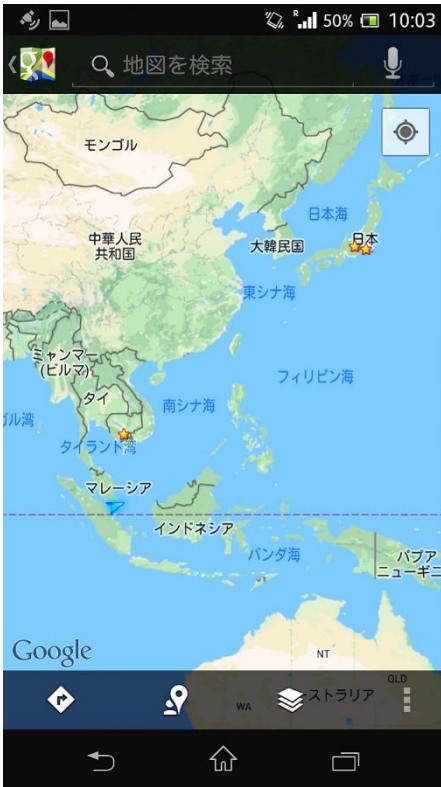 R 50% 10:03
地図を検索
モンゴル
日本海
中華人民
共和国
大韓民国
日本
東シナ海
ミャンマー
(ビルマ)
フィリピン海
タイ
南シナ海
ガル湾
タイランド湾
マレーシア
インドネシア
バンダ海
パプア
ニューギニ
Google
NT
QLD
WA
ーストラリア